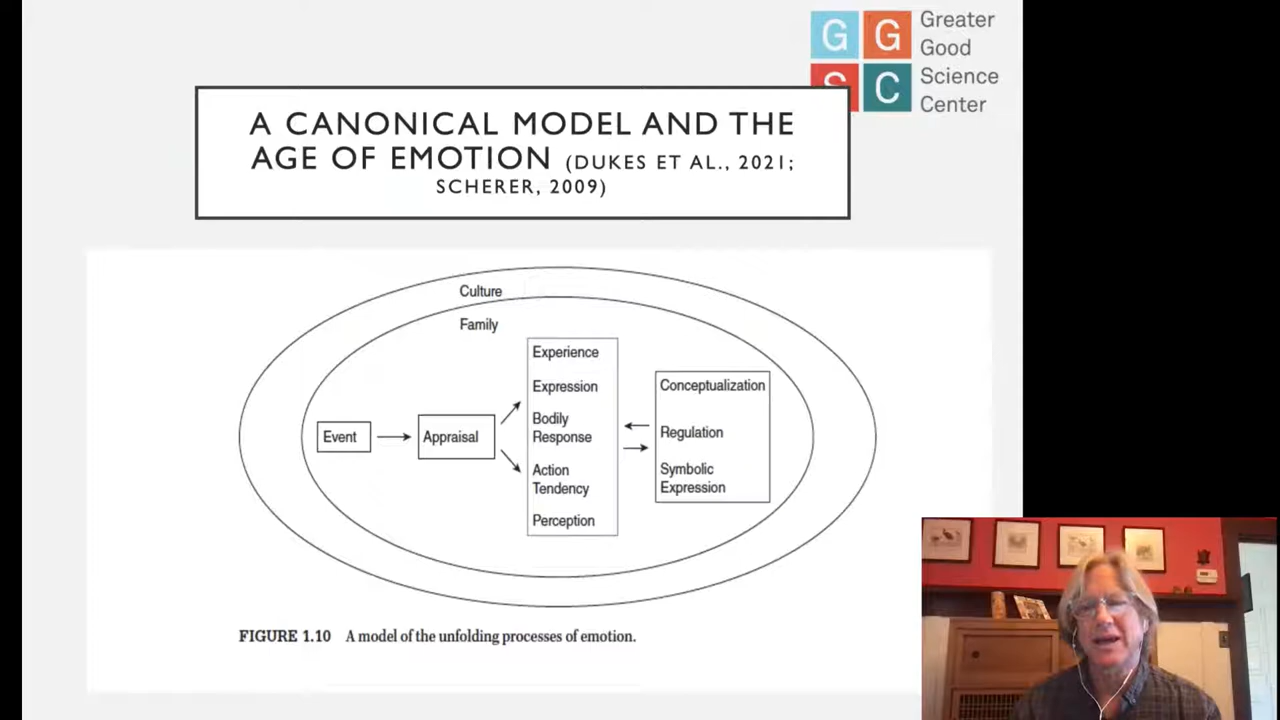 G G Greater
Good
S C Science
Center
A CANONICAL MODEL AND THE
AGE OF EMOTION (DUKES ET AL., 2021;
SCHERER, 2009)
Culture
Family
Event
Appraisal
Experience
Expression
Bodily
Response
Action
Tendency
Perception
Conceptualization
Regulation
Symbolic
Expression
FIGURE 1.10 A model of the unfolding processes of emotion.